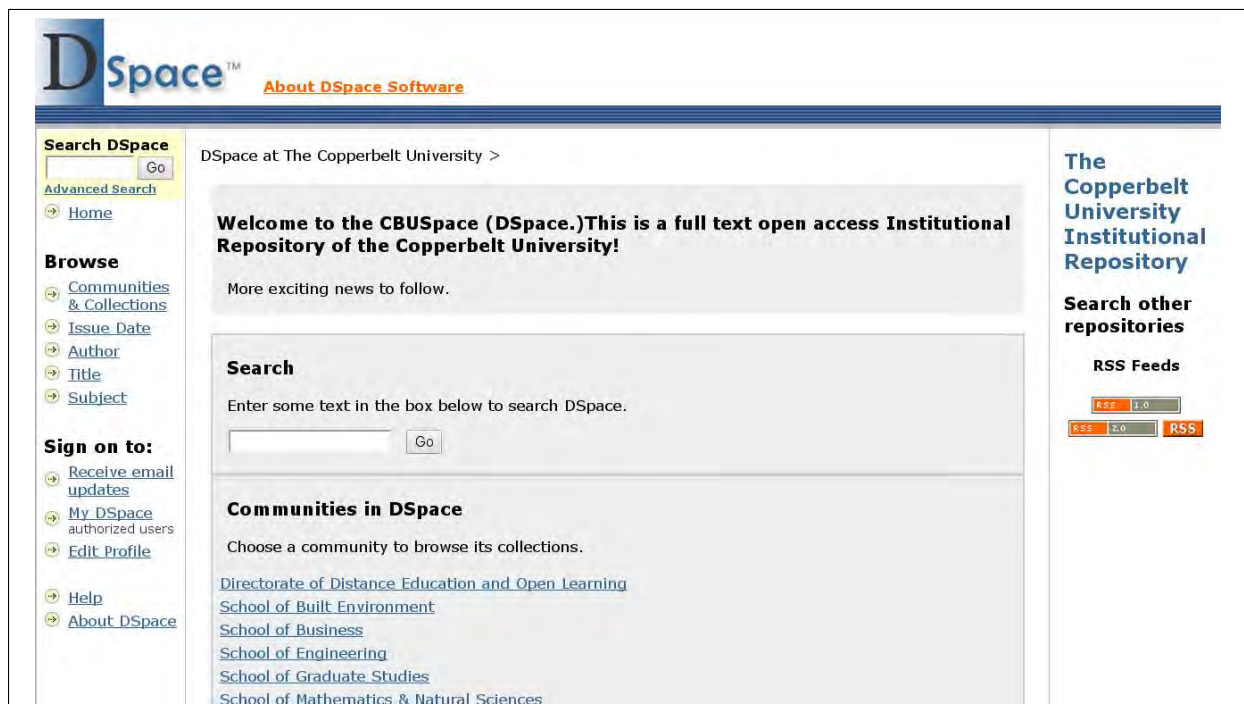 DSpace™
About DSpace Software
Search DSpace
Go
Advanced Search
Home
Browse
Communities
& Collections
Issue Date
Author
Title
Subject
Sign on to:
Receive email
updates
My DSpace
authorized users
Edit Profile
Help
About DSpace
DSpace at The Copperbelt University >
Welcome to the CBUSpace (DSpace.)This is a full text open access Institutional
Repository of the Copperbelt University!
More exciting news to follow.
Search
Enter some text in the box below to search DSpace.
Go
Communities in DSpace
Choose a community to browse its collections.
Directorate of Distance Education and Open Learning
School of Built Environment
School of Business
School of Engineering
School of Graduate Studies
School of Mathematics & Natural Sciences
The
Copperbelt
University
Institutional
Repository
Search other
repositories
RSS Feeds
RSS 1.0
RSS 2.0 RSS